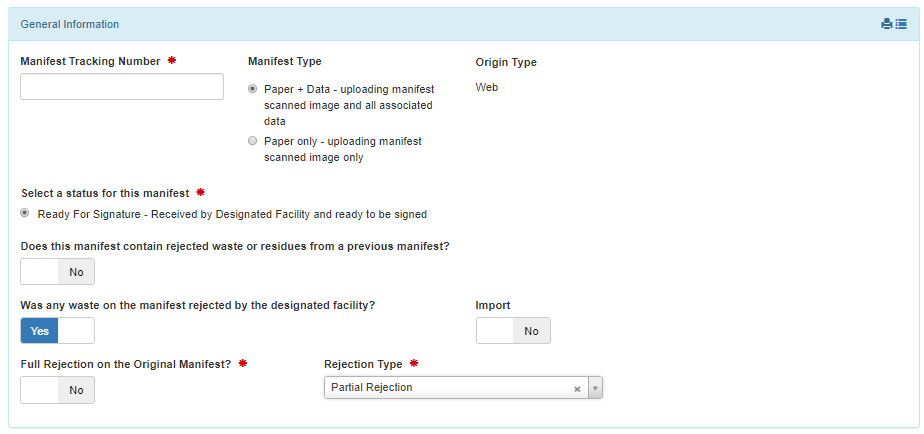 General Information
Manifest Tracking Number *
Manifest Type
Origin Type
Paper + Data - uploading manifest
scanned image and all associated
data
Web
Paper only - uploading manifest
scanned image only
Select a status for this manifest *
Ready For Signature - Received by Designated Facility and ready to be signed
Does this manifest contain rejected waste or residues from a previous manifest?
No
Was any waste on the manifest rejected by the designated facility?
Import
Yes
No
Full Rejection on the Original Manifest? *
Rejection Type *
No
Partial Rejection